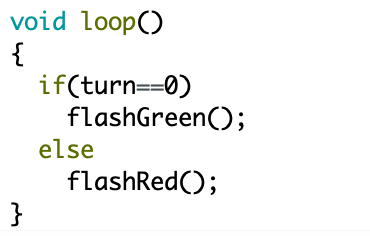 void loop()
{
  if(turn==0)
    flashGreen();
  else
    flashRed();
}